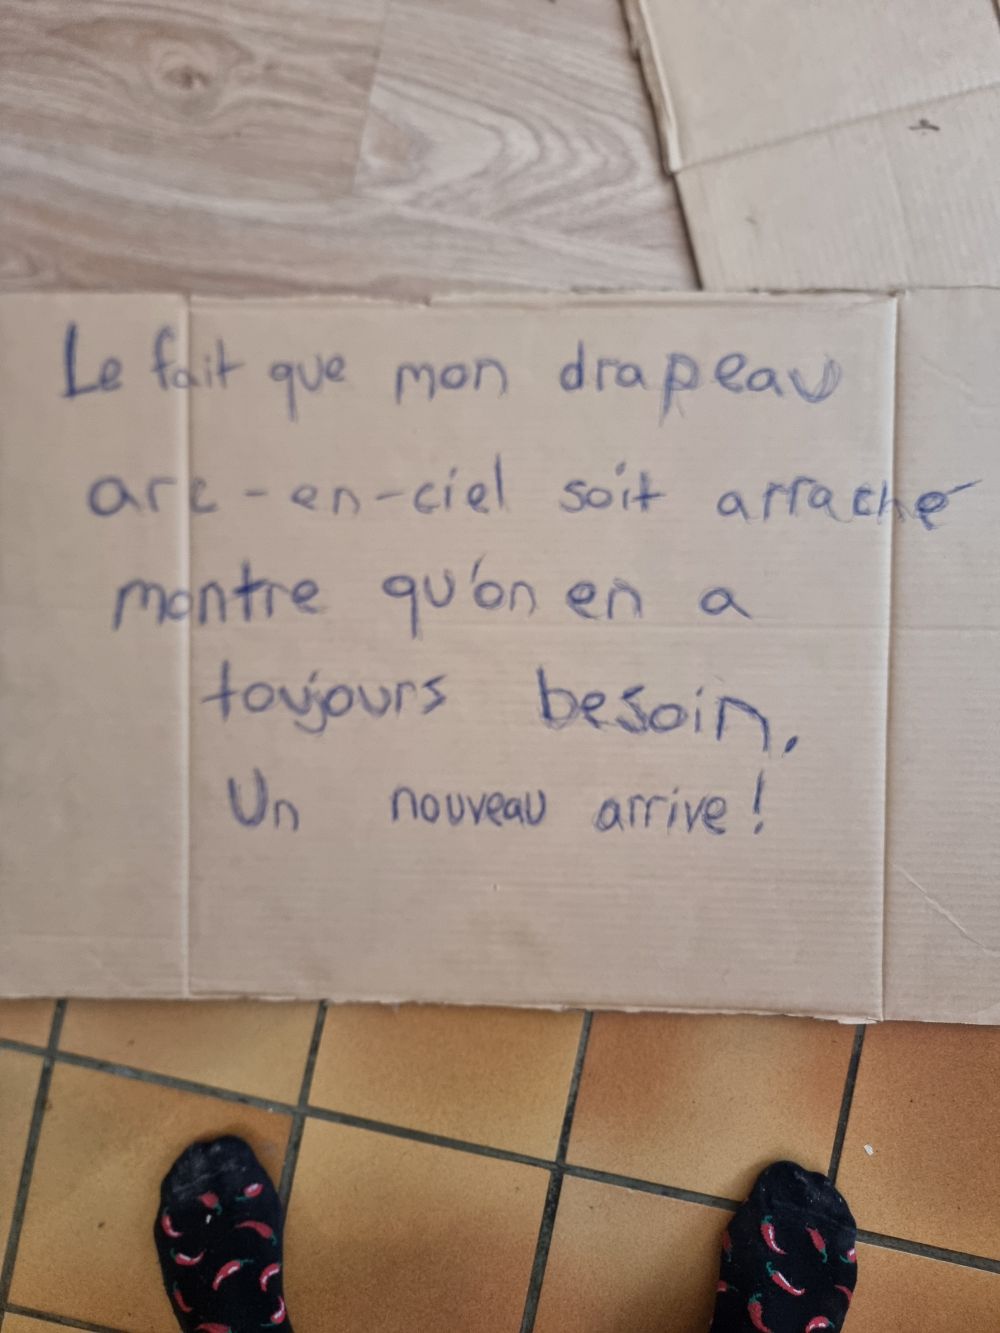 Le fait que mon drapeau
arc-en-ciel soit arraché
montre qu'on en a
toujours besoin.
Un nouveau arrive!